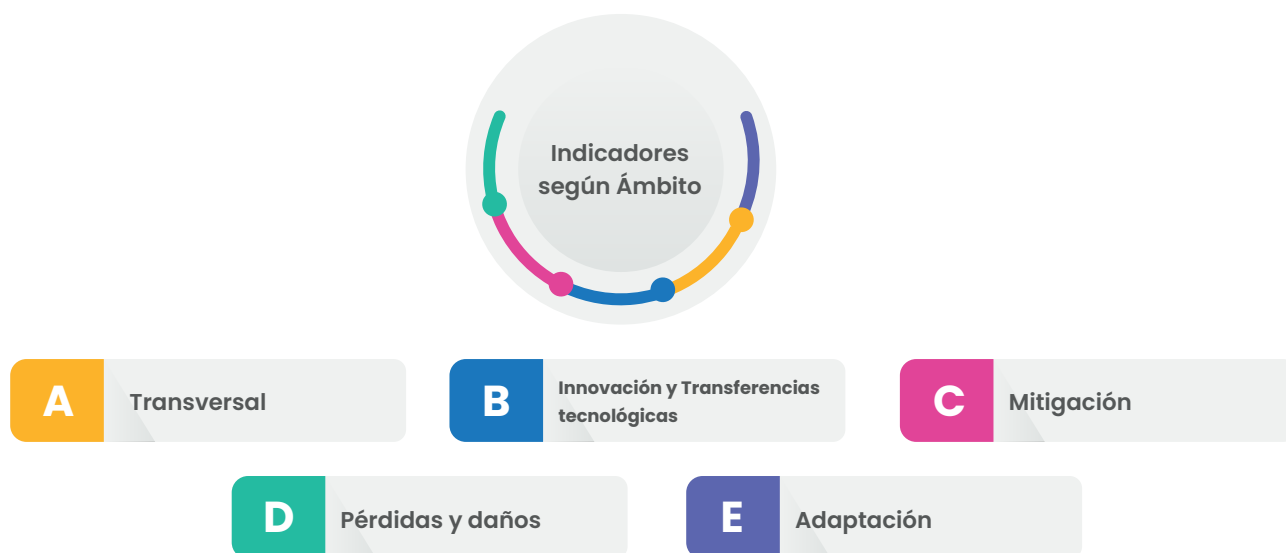 Indicadores
según Ámbito
A
Transversal
B
Innovación y Transferencias
tecnológicas
C
Mitigación
D
Pérdidas y daños
E
Adaptación